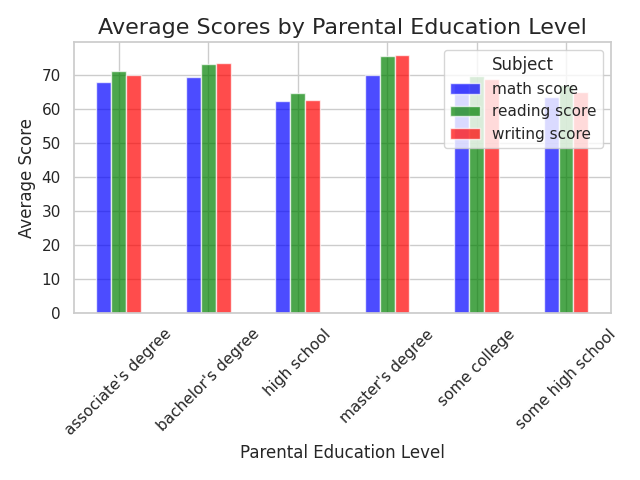 Average Scores by Parental Education Level
Subject
math score
reading score
writing score
Average Score
70
60
50
40
30
20
10
0
associate's degree
bachelor's degree
high school
master's degree
some college
some high school
Parental Education Level